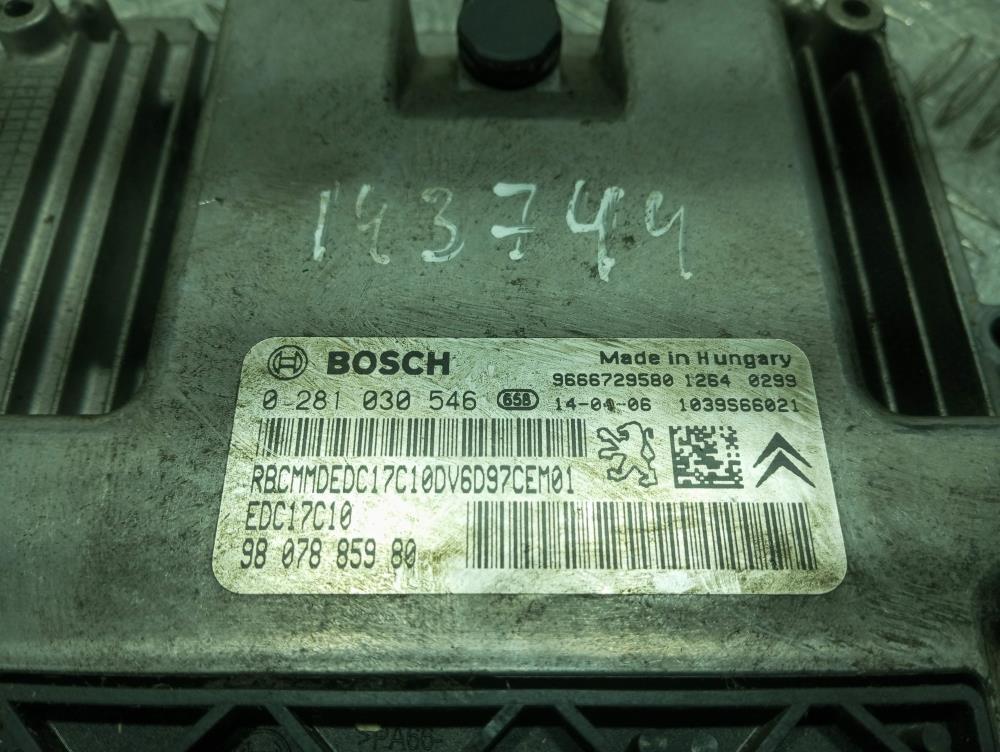 143744
BOSCH Made in Hungary
9666729580 1264 0299
0 281 030 546 658 14-01-06 1039S66021
RBCMMDEDC17C10DV6D97CEM01
EDC17C10
98 078 859 80
>PA66-